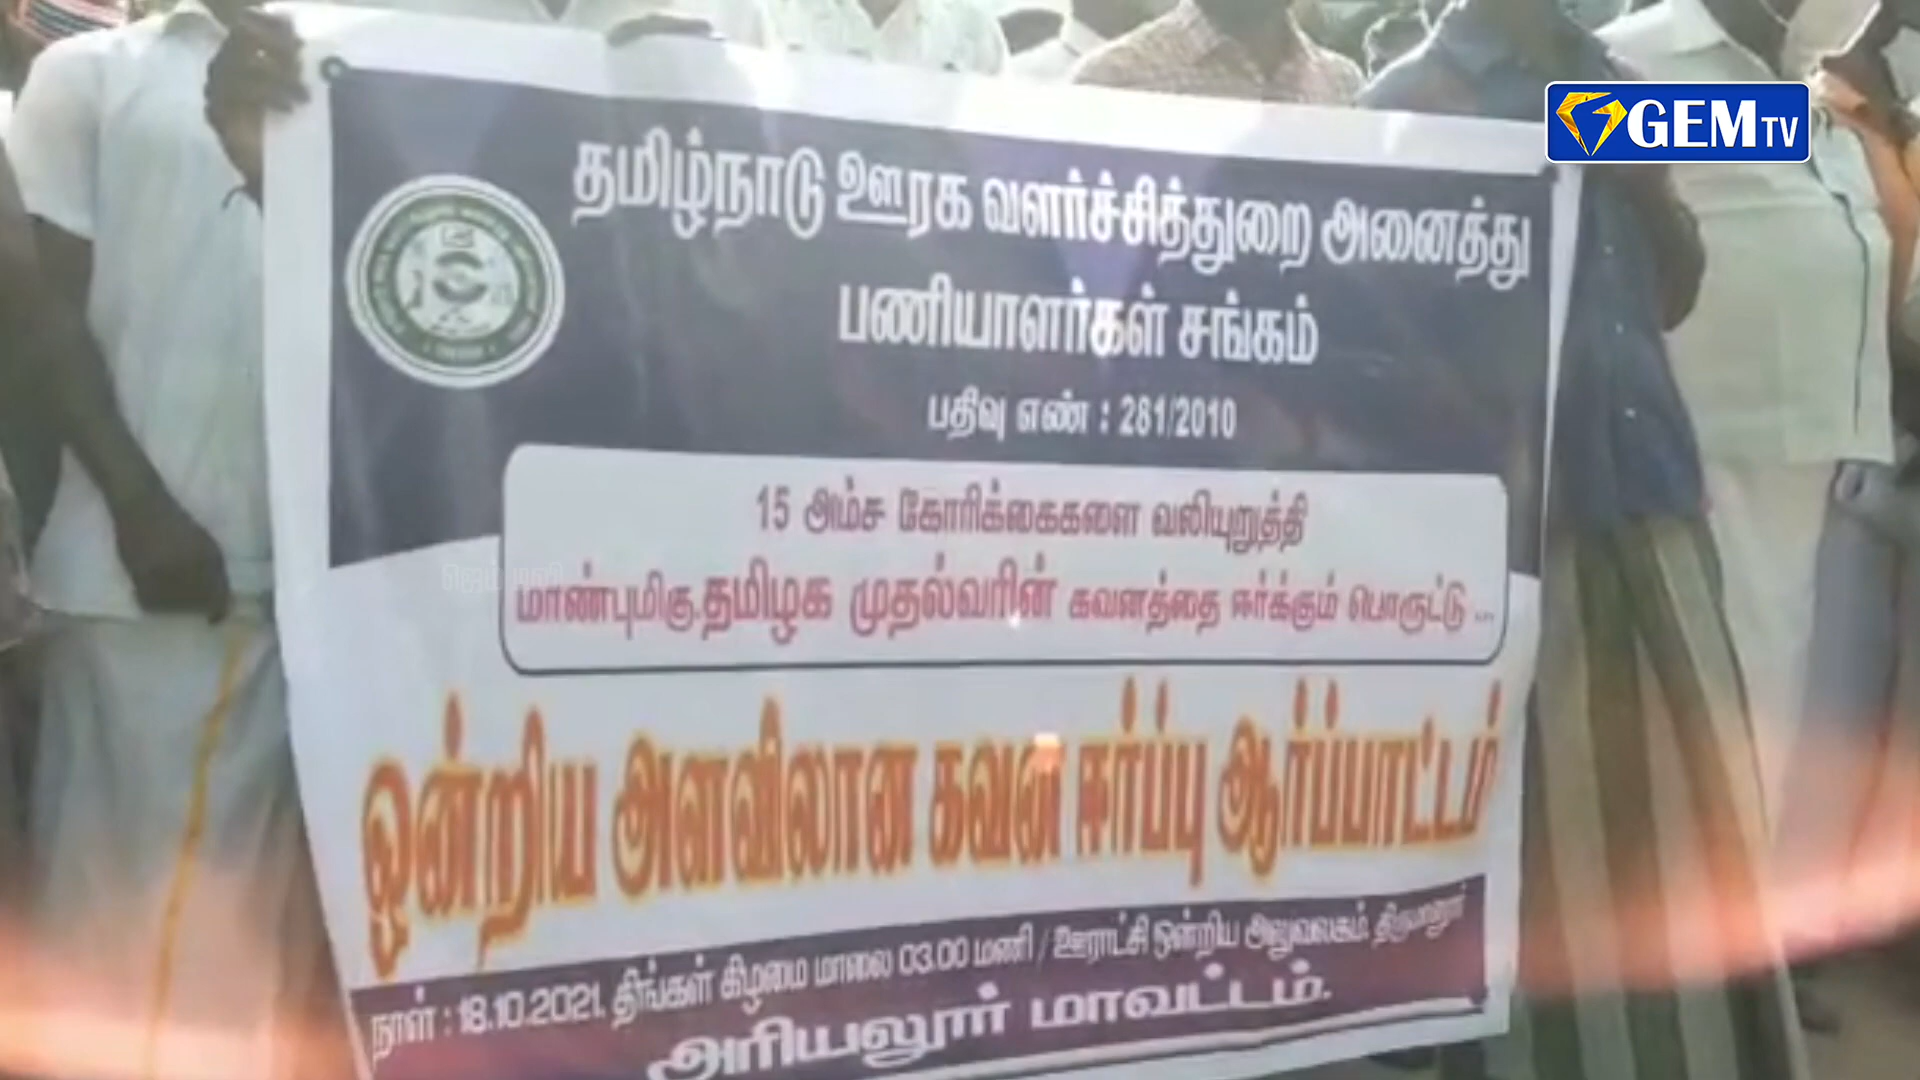 GEM TV
தமிழ்நாடு ஊரக வளர்ச்சித்துறை அனைத்து
பணியாளர்கள் சங்கம்
பதிவு எண் : 281/2010
15 அம்ச கோரிக்கைகளை வலியுறுத்தி
மாண்புமிகு.தமிழக முதல்வரின் கவனத்தை ஈர்க்கும் பொருட்டு ...
ஒன்றிய அளவிலான கவன ஈர்ப்பு ஆர்ப்பாட்டம்
நாள் : 18.10.2021. திங்கள் கிழமை மாலை 03.00 மணி / ஊராட்சி ஒன்றிய அலுவலகம், திருமானூர்
அரியலூர் மாவட்டம்.